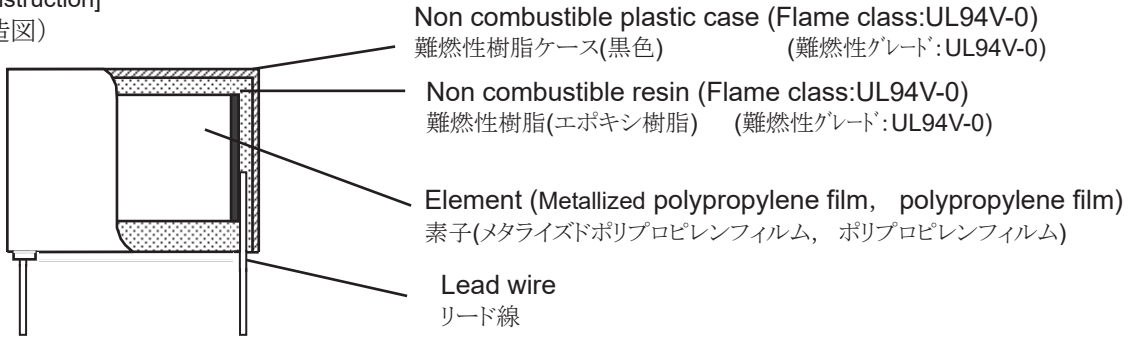 nstruction]
造図）
Non combustible plastic case (Flame class:UL94V-0)
難燃性樹脂ケース(黒色) (難燃性ｸﾞﾚｰﾄﾞ:UL94V-0)
Non combustible resin (Flame class:UL94V-0)
難燃性樹脂(エポキシ樹脂) (難燃性ｸﾞﾚｰﾄﾞ:UL94V-0)
Element (Metallized polypropylene film, polypropylene film)
素子(メタライズドポリプロピレンフィルム, ポリプロピレンフィルム)
Lead wire
リード線